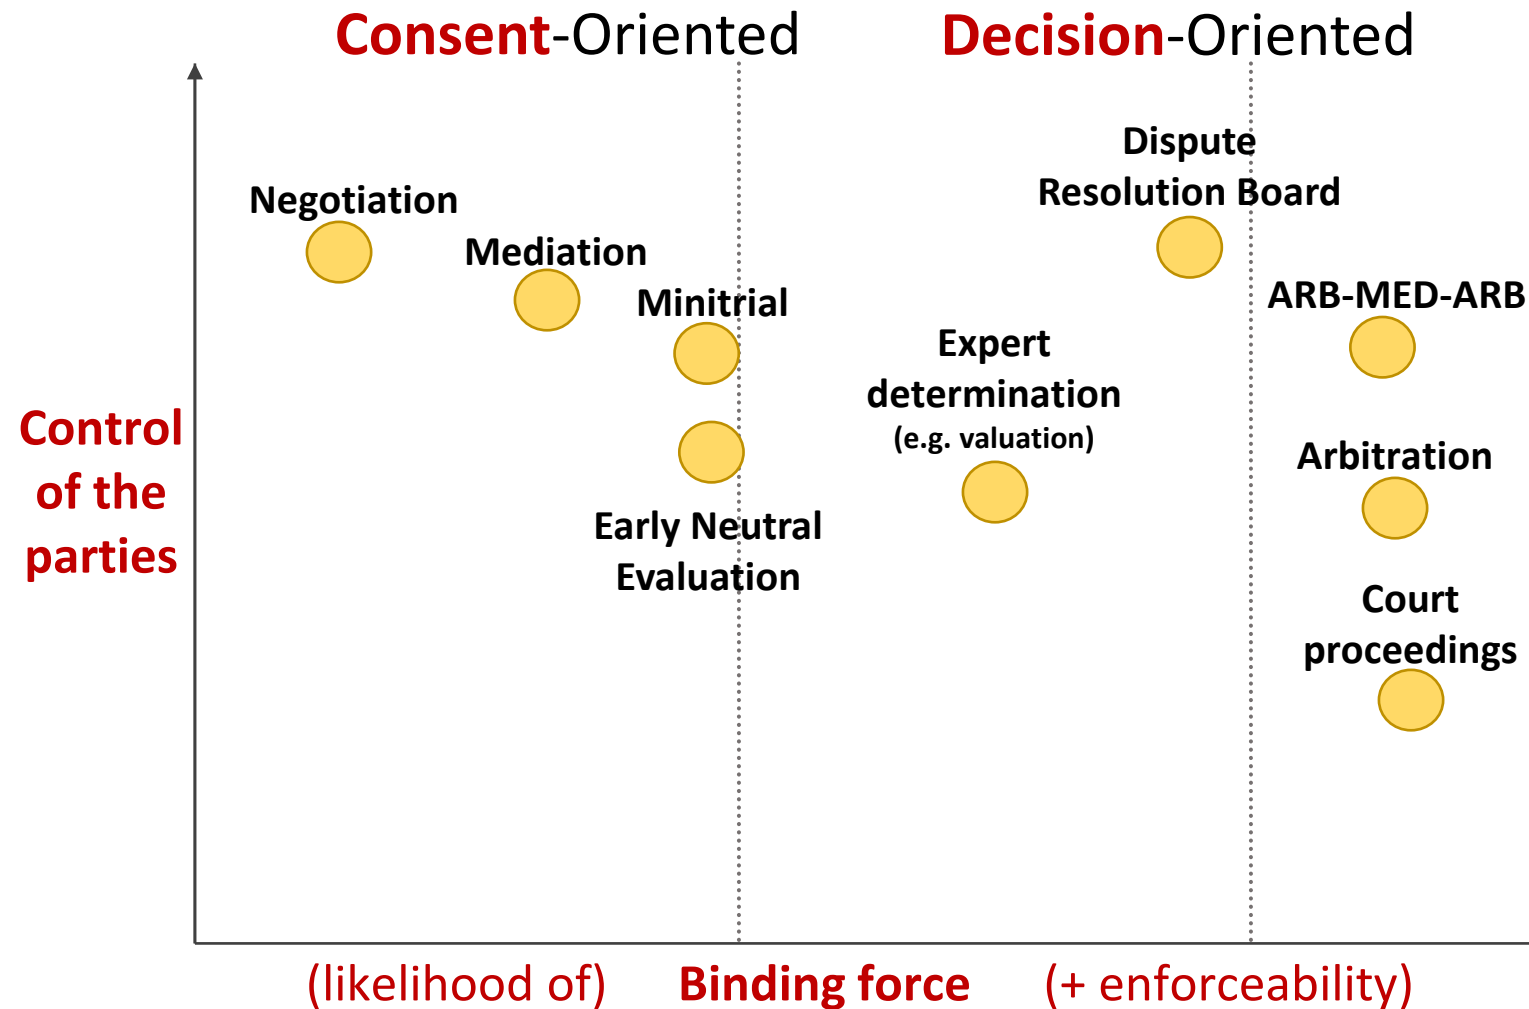 Consent-Oriented
Decision-Oriented
Dispute
Resolution Board
Negotiation
Mediation
Minitrial
ARB-MED-ARB
Expert
determination
(e.g. valuation)
Control
of the
parties
Arbitration
Early Neutral
Evaluation
Court
proceedings
(likelihood of) Binding force (+ enforceability)